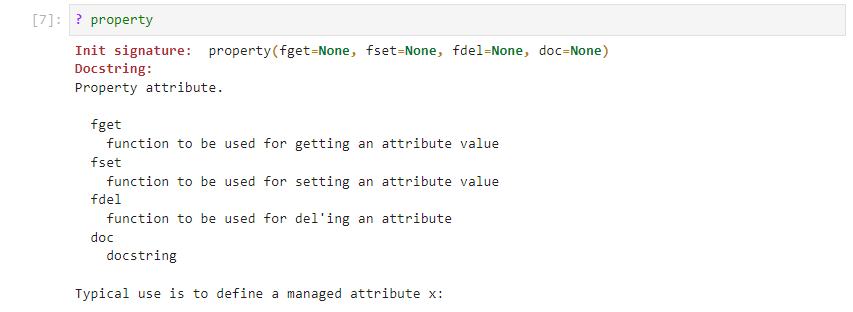 [7]: ? property
Init signature: property(fget=None, fset=None, fdel=None, doc=None)
Docstring:
Property attribute.
fget
function to be used for getting an attribute value
fset
function to be used for setting an attribute value
fdel
function to be used for del'ing an attribute
doc
docstring
Typical use is to define a managed attribute x: